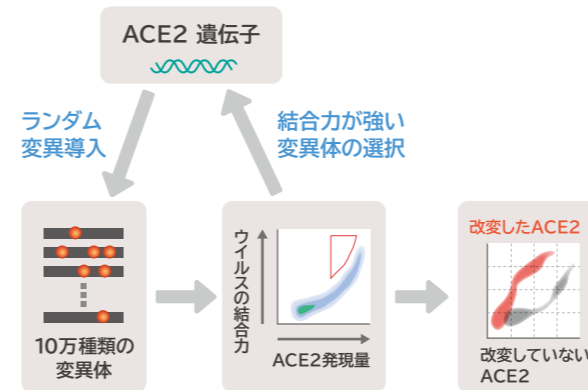 ACE2 遺伝子
ランダム
変異導入
結合力が強い
変異体の選択
10万種類の
変異体
ウイルスの結合力
ACE2発現量
改変したACE2
改変していない
ACE2